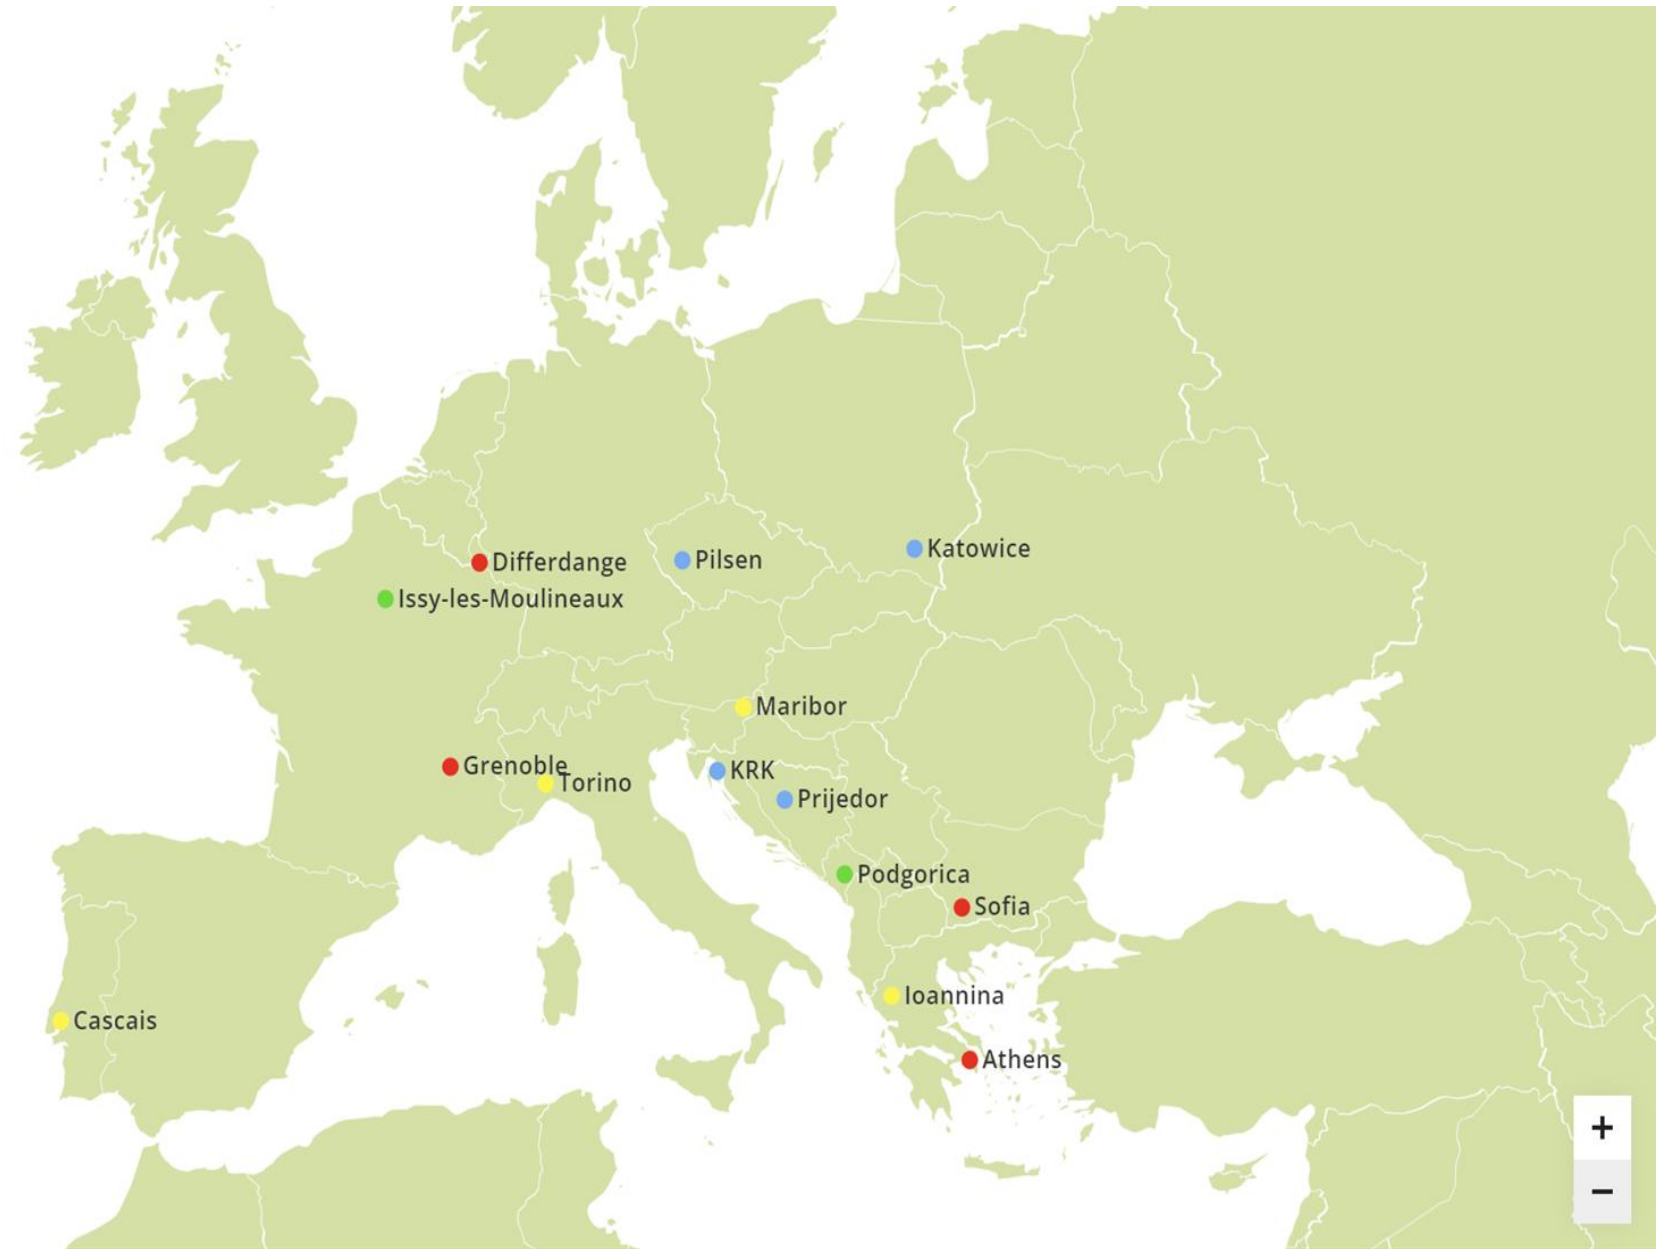 Katowice
Pilsen
Differdange
Issy-les-Moulineaux
Maribor
Grenoble
KRK
Torino
Prijedor
Podgorica
Sofia
Ioannina
Cascais
Athens
+
−